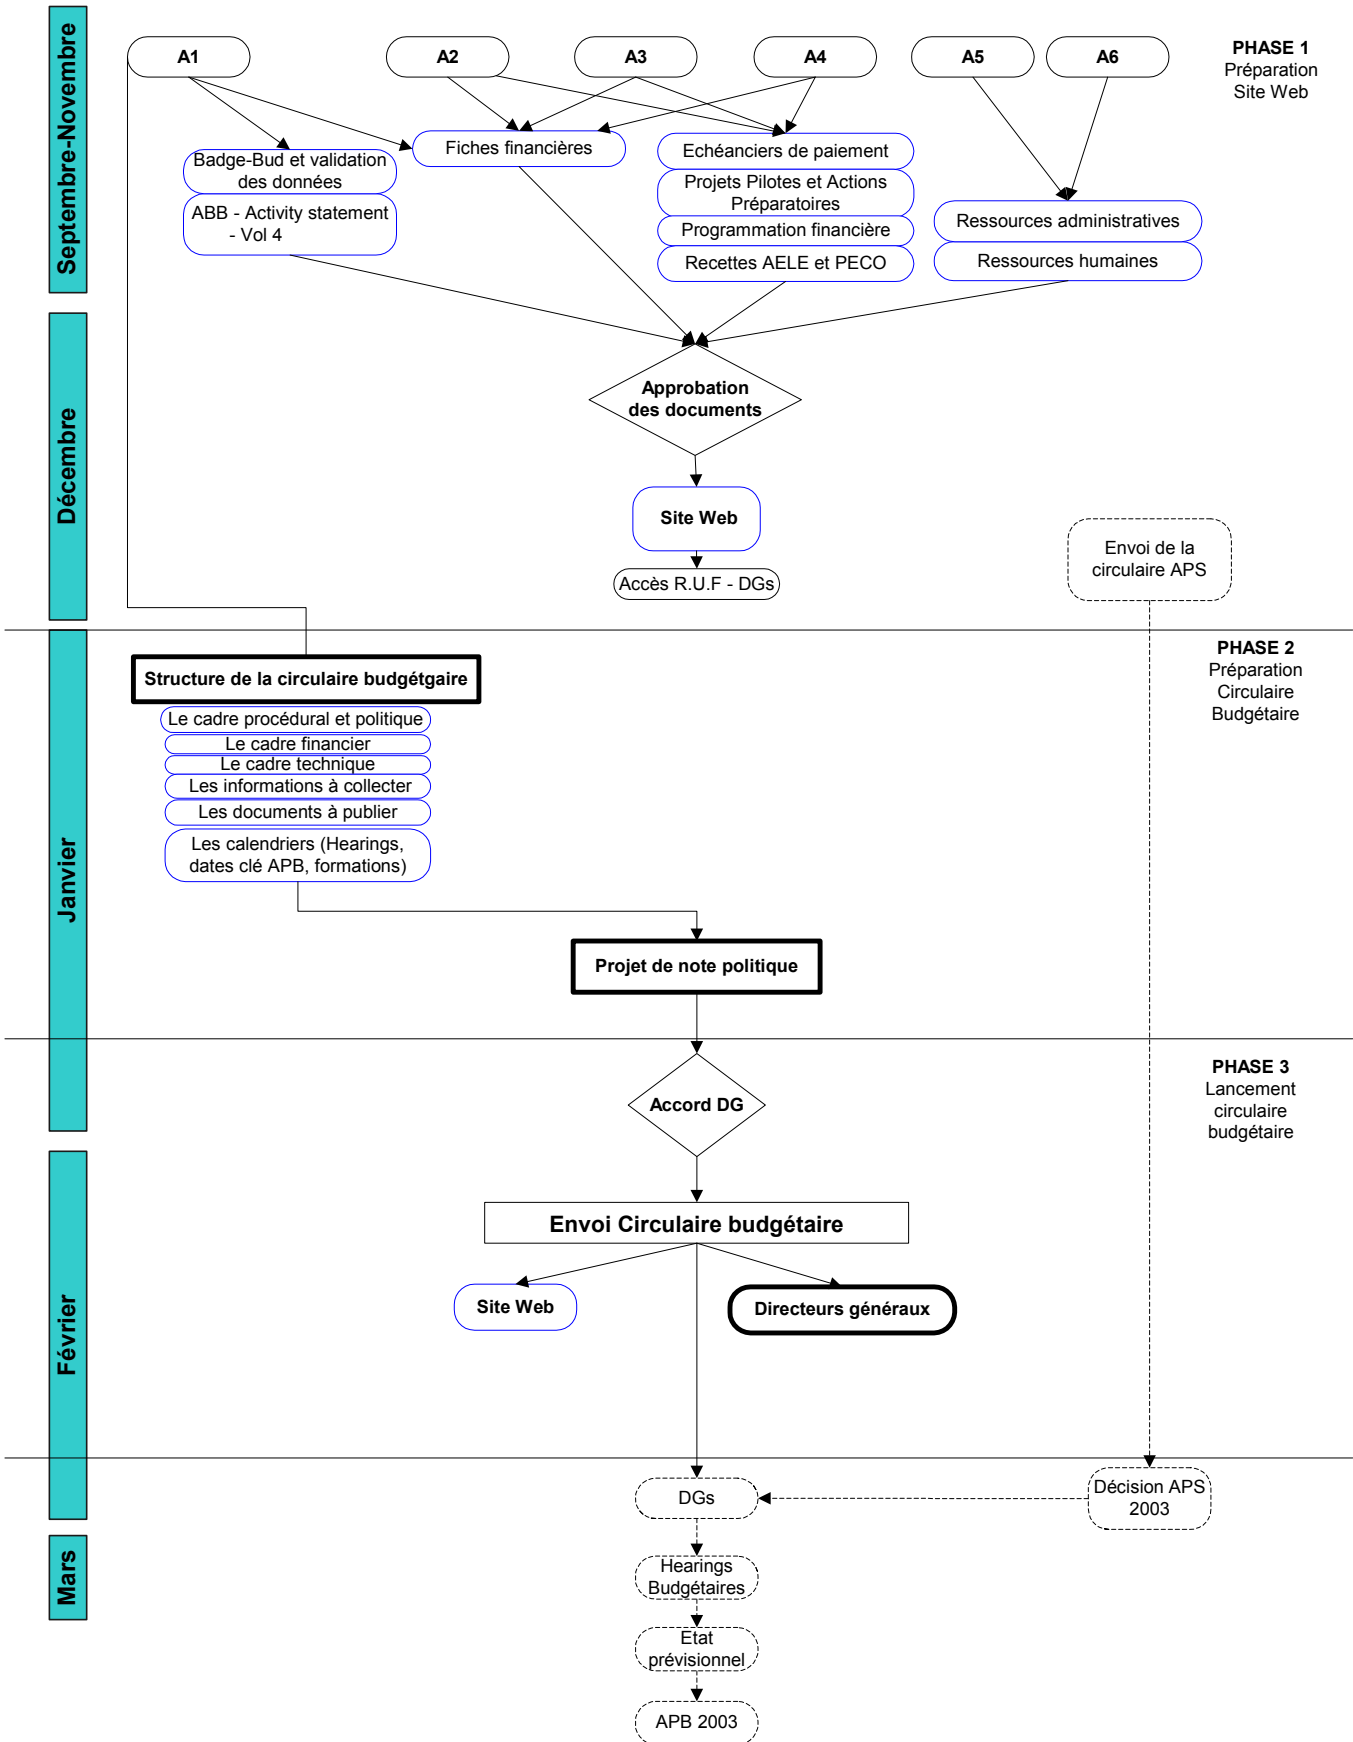 Septembre-Novembre
A1
A2
A3
A4
A5
A6
PHASE 1
Préparation
Site Web
Badge-Bud et validation
des données
ABB - Activity statement
- Vol 4
Fiches financières
Echéanciers de paiement
Projets Pilotes et Actions
Préparatoires
Programmation financière
Recettes AELE et PECO
Ressources administratives
Ressources humaines
Décembre
Approbation
des documents
Site Web
Accès R.U.F - DGs
Envoi de la
circulaire APS
Janvier
PHASE 2
Préparation
Circulaire
Budgétaire
Structure de la circulaire budgétgaire
Le cadre procédural et politique
Le cadre financier
Le cadre technique
Les informations à collecter
Les documents à publier
Les calendriers (Hearings,
dates clé APB, formations)
Projet de note politique
PHASE 3
Lancement
circulaire
budgétaire
Accord DG
Février
Envoi Circulaire budgétaire
Site Web
Directeurs généraux
DGs
Décision APS
2003
Mars
Hearings
Budgétaires
Etat
prévisionnel
APB 2003